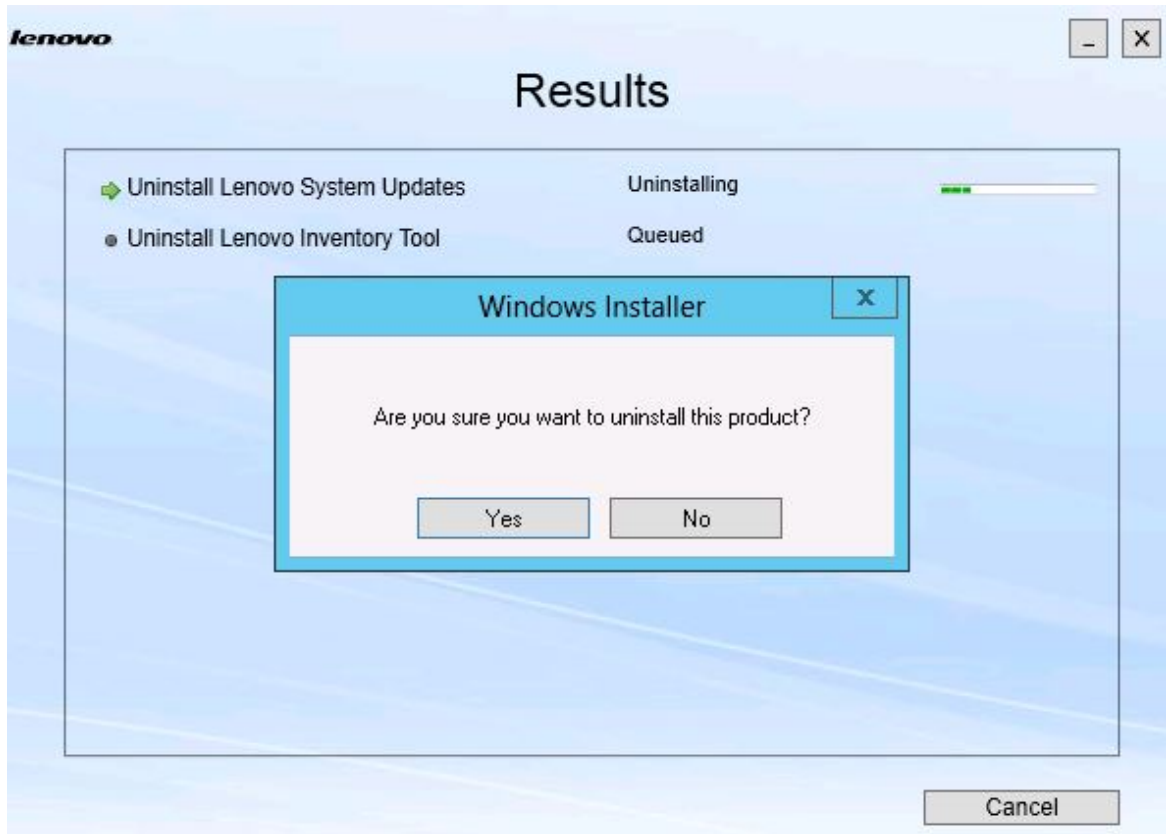 lenovo
Results
Uninstall Lenovo System Updates Uninstalling
Uninstall Lenovo Inventory Tool Queued
Windows Installer
Are you sure you want to uninstall this product?
Yes No
Cancel